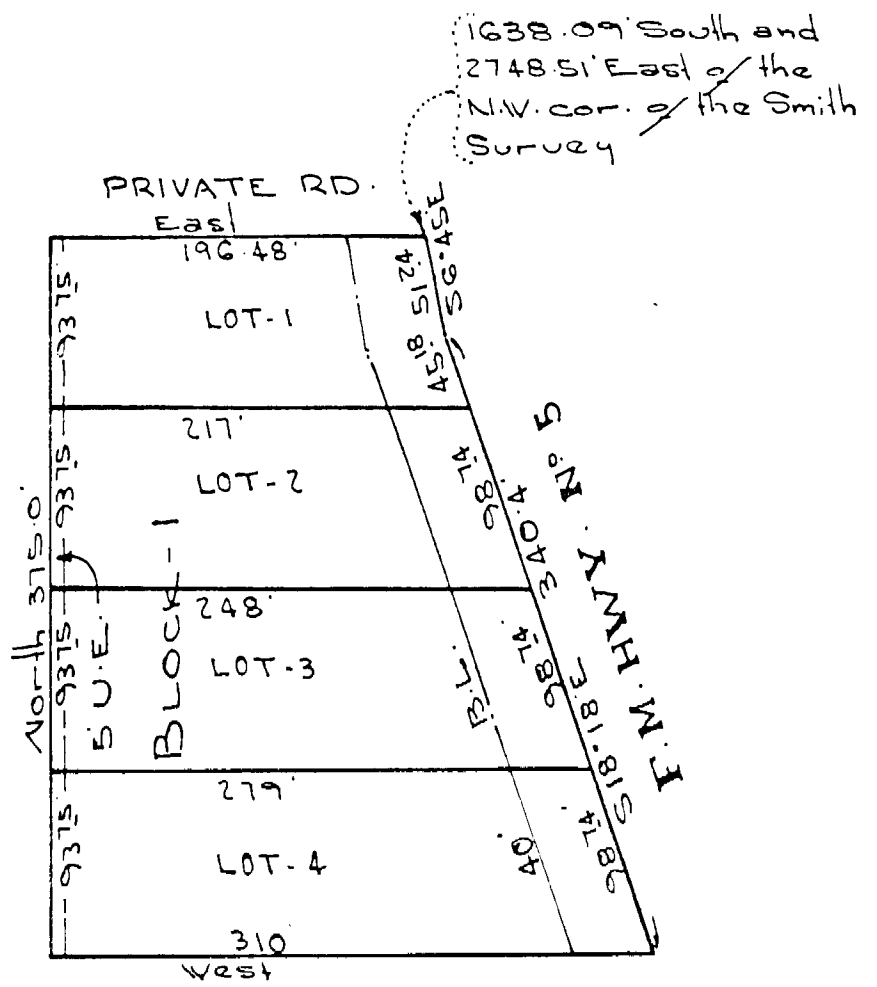 1638.09' South and
2748.51' East of the
N.W. cor. of the Smith
Survey
PRIVATE RD.
East
196.48'
LOT-1
93.75
51.24
S6·45E
45.18
217'
LOT-2
93.75
98.74
F. M. HWY. No. 5
North 375.0'
5' U.E.
BLOCK-1
340.4'
248'
LOT-3
93.75
98.74'
B.L.
S18·18'E
279'
LOT-4
93.75
98.74
40'
310'
West